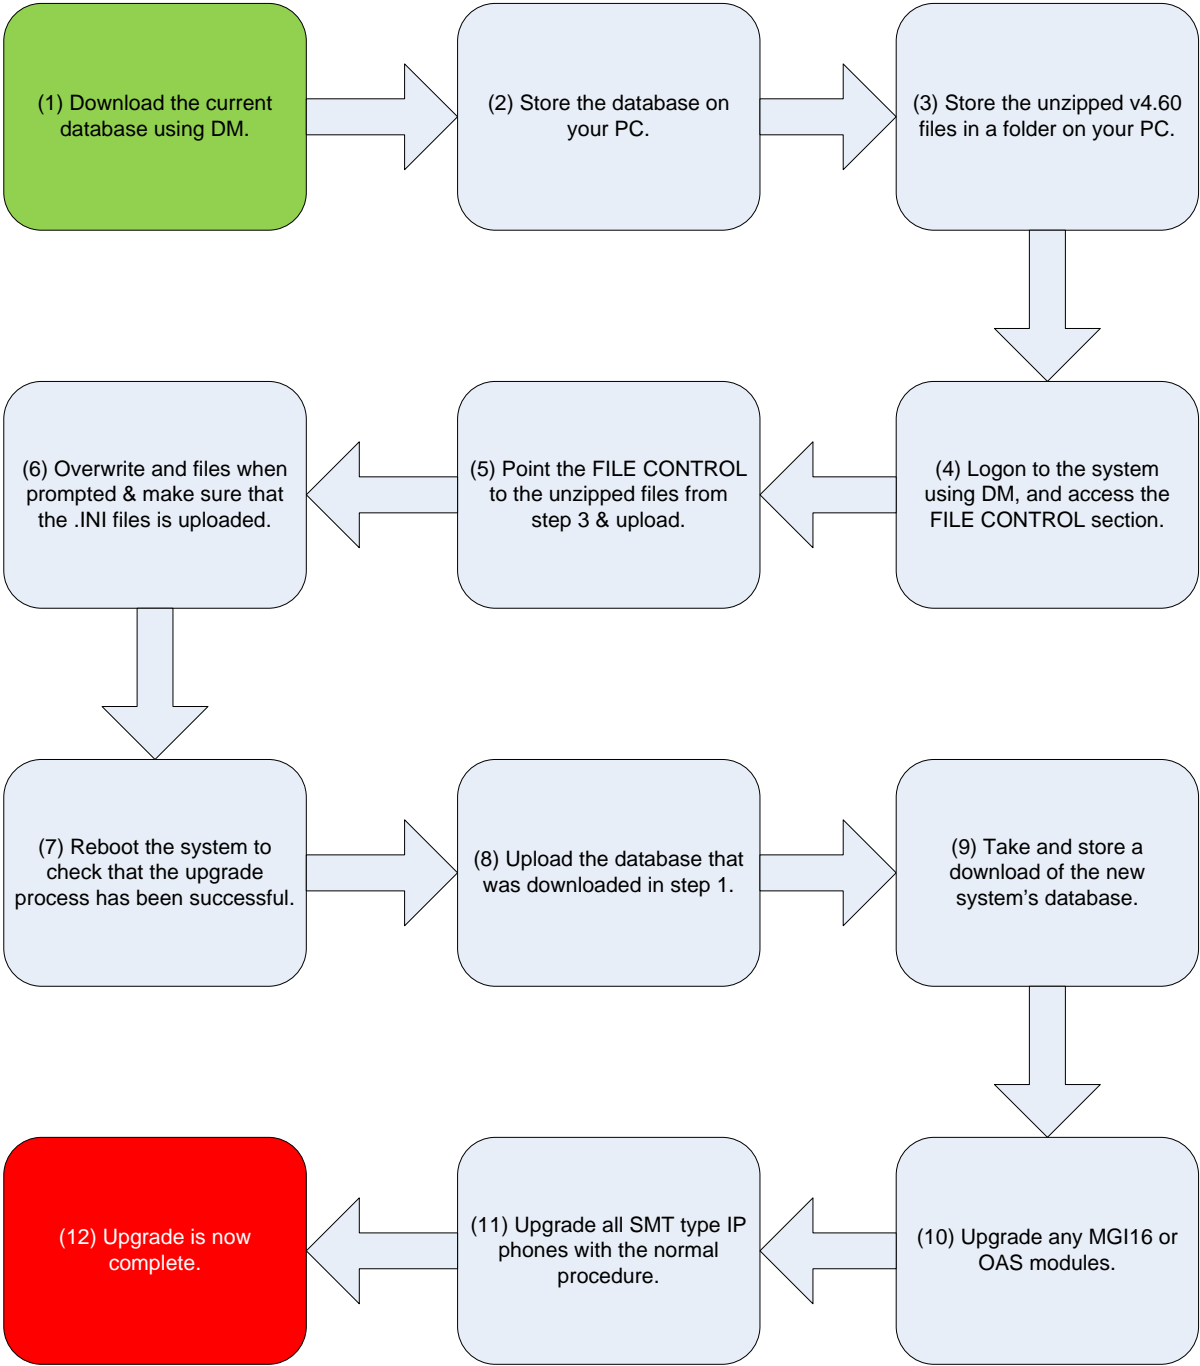 (1) Download the current
database using DM.
(2) Store the database on
your PC.
(3) Store the unzipped v4.60
files in a folder on your PC.
(4) Logon to the system
using DM, and access the
FILE CONTROL section.
(5) Point the FILE CONTROL
to the unzipped files from
step 3 & upload.
(6) Overwrite and files when
prompted & make sure that
the .INI files is uploaded.
(7) Reboot the system to
check that the upgrade
process has been successful.
(8) Upload the database that
was downloaded in step 1.
(9) Take and store a
download of the new
system’s database.
(10) Upgrade any MGI16 or
OAS modules.
(11) Upgrade all SMT type IP
phones with the normal
procedure.
(12) Upgrade is now
complete.